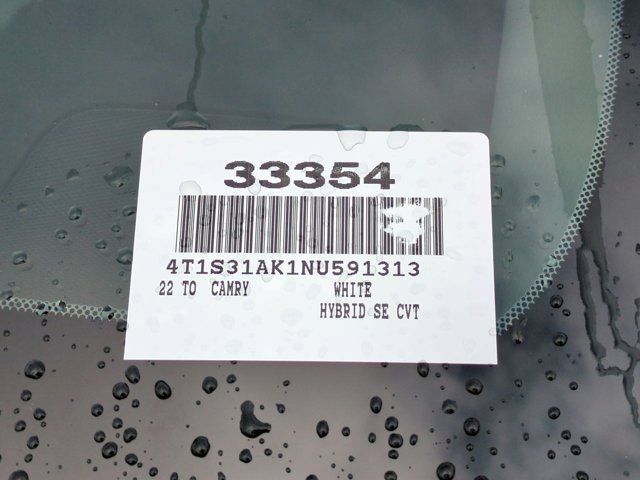 33354
4T1S31AK1NU591313
22 TO CAMRY WHITE
HYBRID SE CVT